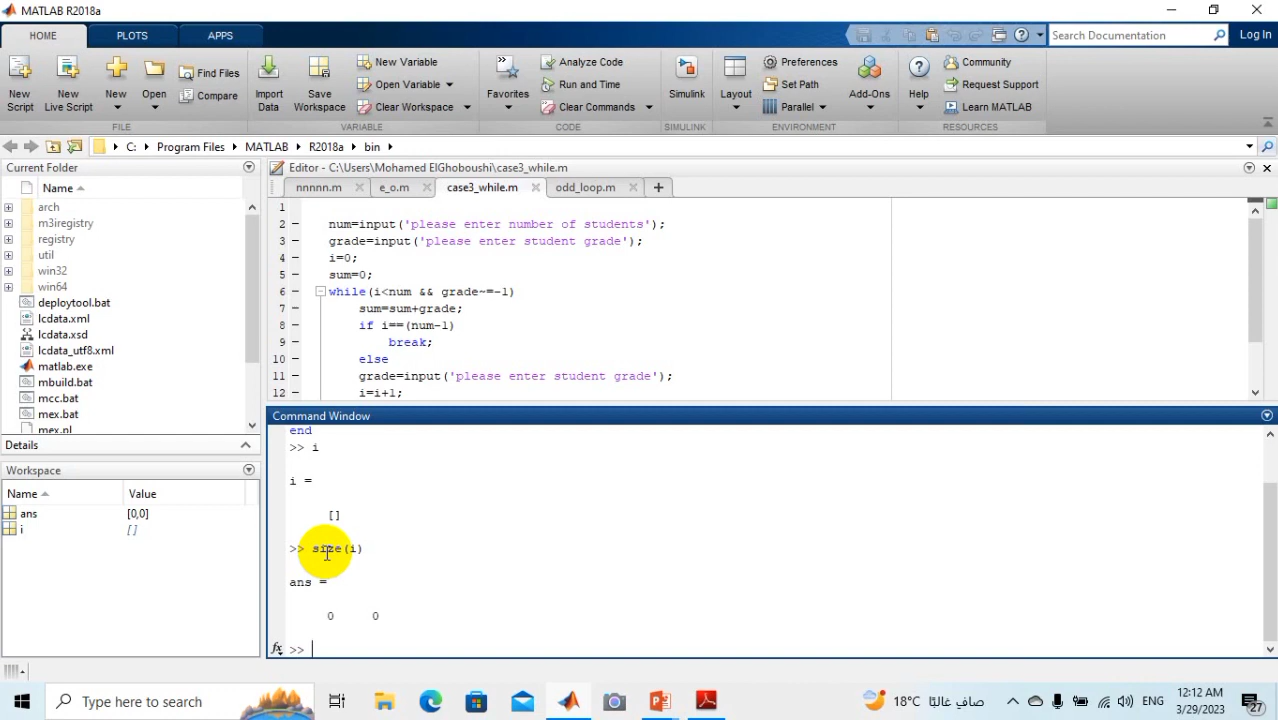 MATLAB R2018a
HOME PLOTS APPS Search Documentation Log In
New Script
New Live Script
New
Open
Find Files
Compare
FILE
Import Data
Save Workspace
New Variable
Open Variable
Clear Workspace
VARIABLE
Favorites
Analyze Code
Run and Time
Clear Commands
CODE
Simulink
SIMULINK
Layout
Preferences
Set Path
Parallel
Add-Ons
ENVIRONMENT
Help
Community
Request Support
Learn MATLAB
RESOURCES
C: Program Files MATLAB R2018a bin
Current Folder
Name
arch
m3iregistry
registry
util
win32
win64
deploytool.bat
lcdata.xml
lcdata.xsd
lcdata_utf8.xml
matlab.exe
mbuild.bat
mcc.bat
mex.bat
mex.pl
Details
Workspace
Name Value
ans [0,0]
i []
Editor - C:\Users\Mohamed ElGhoboushi\case3_while.m
nnnnn.m e_o.m case3_while.m odd_loop.m
1
2 num=input('please enter number of students');
3 grade=input('please enter student grade');
4 i=0;
5 sum=0;
6 while(i<num && grade~=-1)
7 sum=sum+grade;
8 if i==(num-1)
9 break;
10 else
11 grade=input('please enter student grade');
12 i=i+1;
Command Window
end
>> i
i =
[]
>> size(i)
ans =
0 0
fx >>
Type here to search
18°C صافٍ غالبًا ENG
12:12 AM
3/29/2023
27